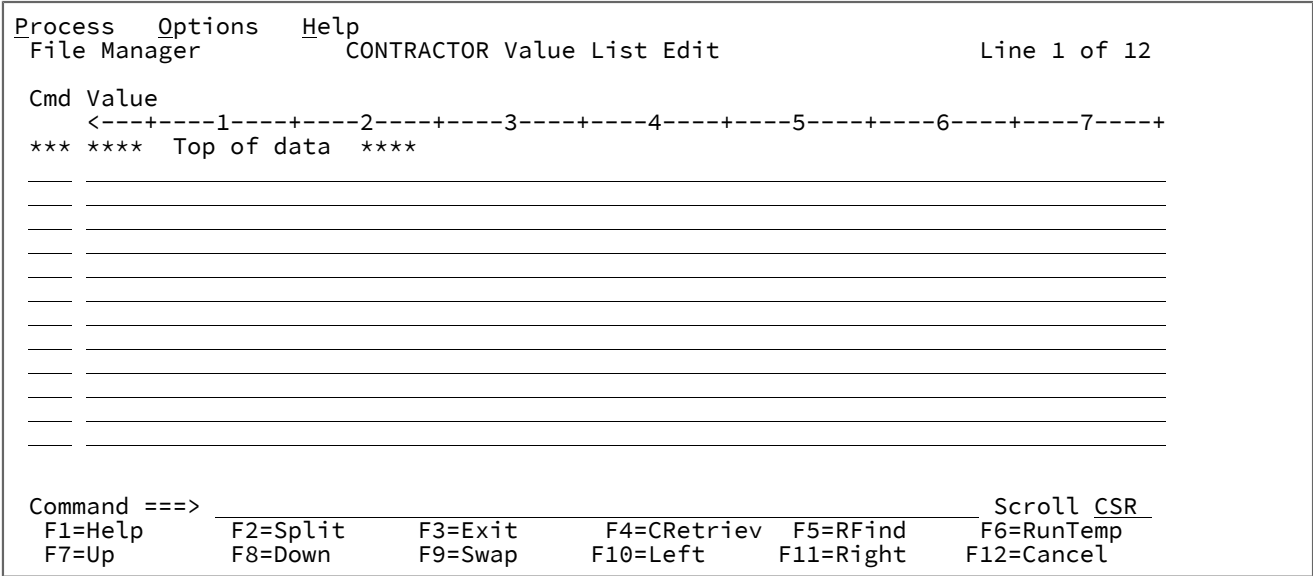 Process   Options   Help
File Manager          CONTRACTOR Value List Edit                  Line 1 of 12
Cmd Value
<---+----1----+----2----+----3----+----4----+----5----+----6----+----7----+
*** ****  Top of data  ****
Command ===>                                                       Scroll CSR
F1=Help      F2=Split     F3=Exit      F4=CRetriev  F5=RFind     F6=RunTemp
F7=Up        F8=Down      F9=Swap     F10=Left     F11=Right    F12=Cancel